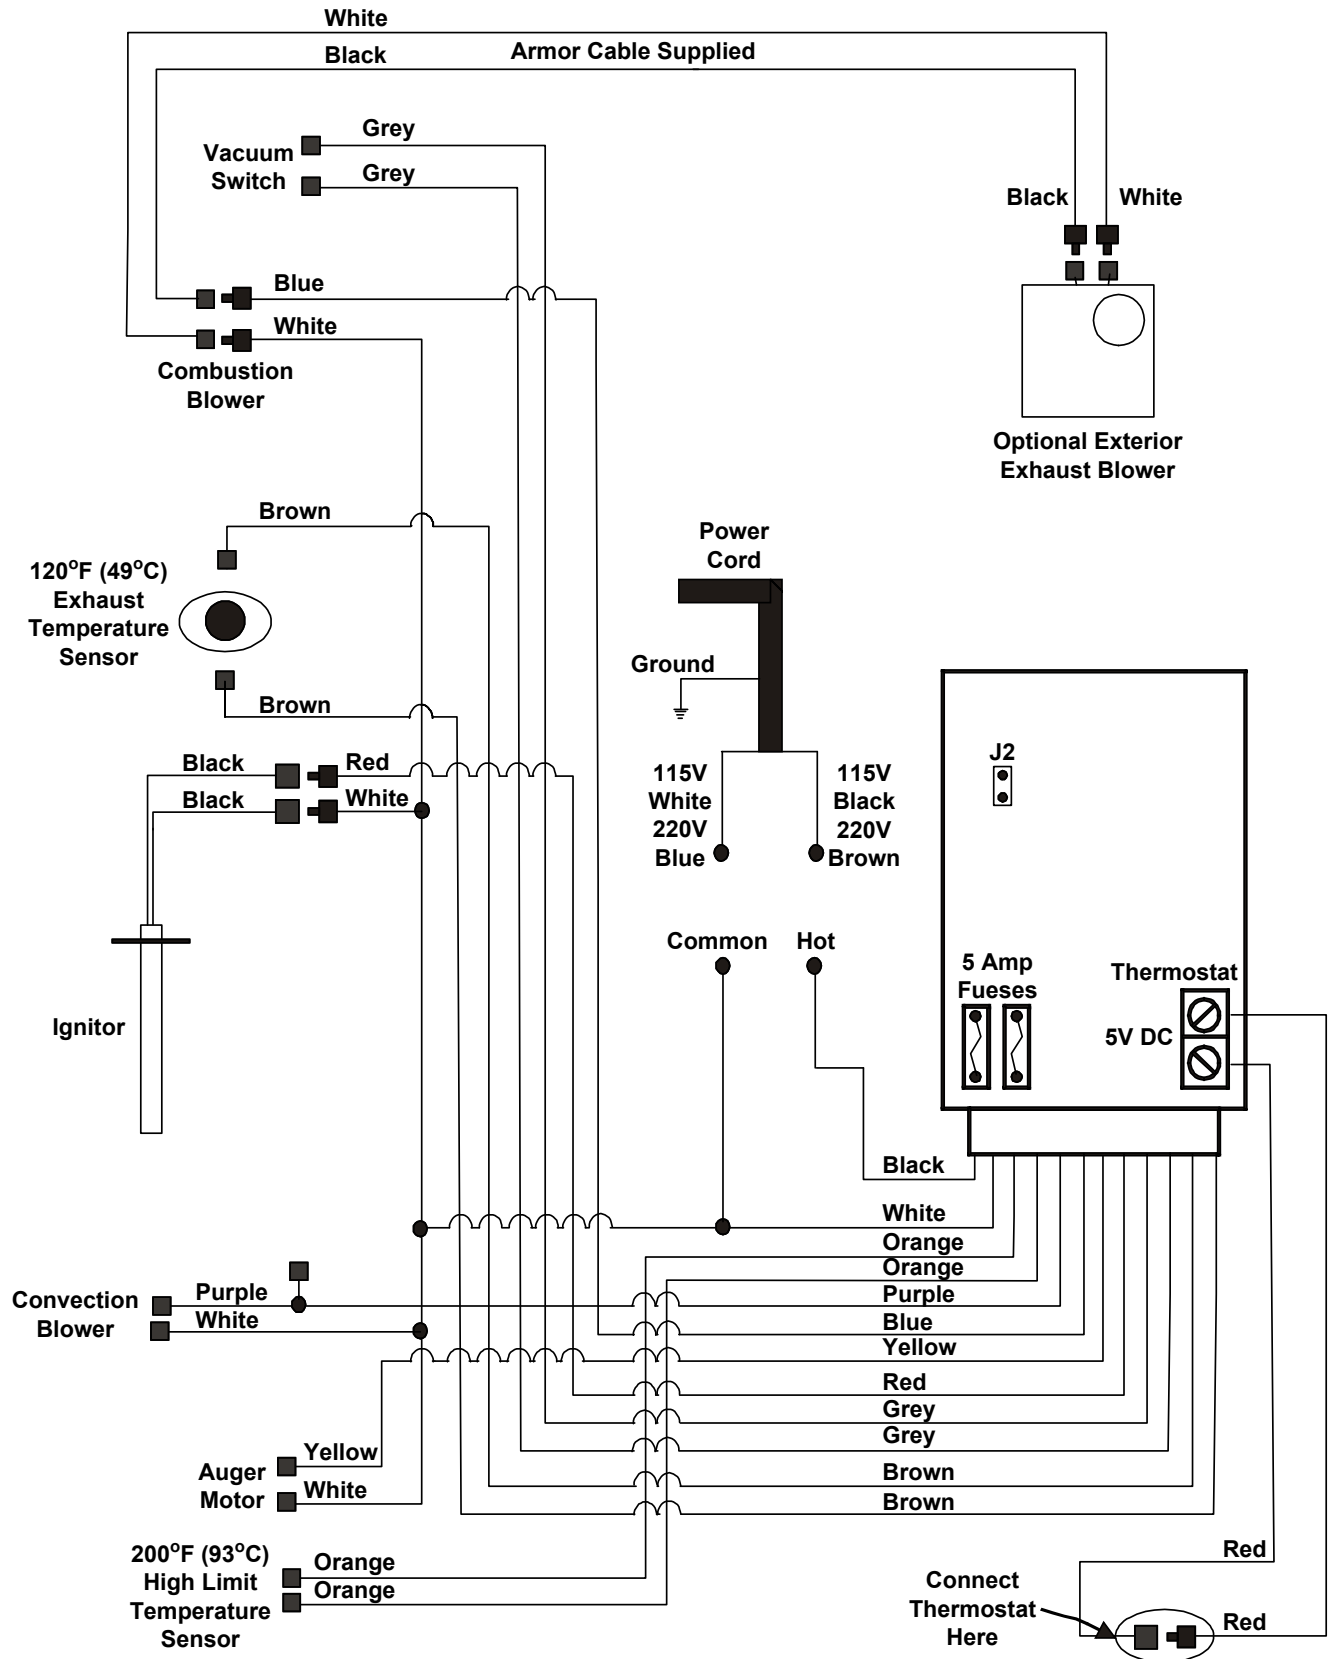 White
Black
Armor Cable Supplied
Grey
Vacuum
Switch
Grey
Black
White
Blue
White
Combustion
Blower
Optional Exterior
Exhaust Blower
Brown
Power
Cord
120°F (49°C)
Exhaust
Temperature
Sensor
Ground
Brown
Black
Red
Black
White
115V
White
220V
Blue
115V
Black
220V
Brown
J2
Common
Hot
5 Amp
Fueses
Thermostat
5V DC
Ignitor
Black
White
Orange
Orange
Purple
Blue
Yellow
Red
Grey
Grey
Brown
Brown
Convection
Blower
Purple
White
Auger
Motor
Yellow
White
200°F (93°C)
High Limit
Temperature
Sensor
Orange
Orange
Connect
Thermostat
Here
Red
Red